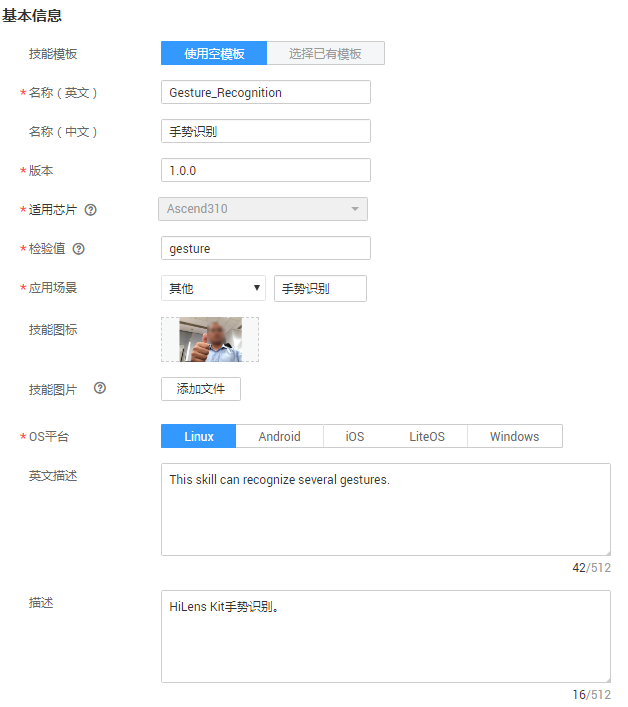 基本信息
技能模板 使用空模板 选择已有模板
*名称（英文） Gesture_Recognition
名称（中文） 手势识别
*版本 1.0.0
*适用芯片 ? Ascend310
*检验值 ? gesture
*应用场景 其他 手势识别
技能图标
技能图片 ? 添加文件
*OS平台 Linux Android iOS LiteOS Windows
英文描述 This skill can recognize several gestures.
42/512
描述 HiLens Kit手势识别。
16/512